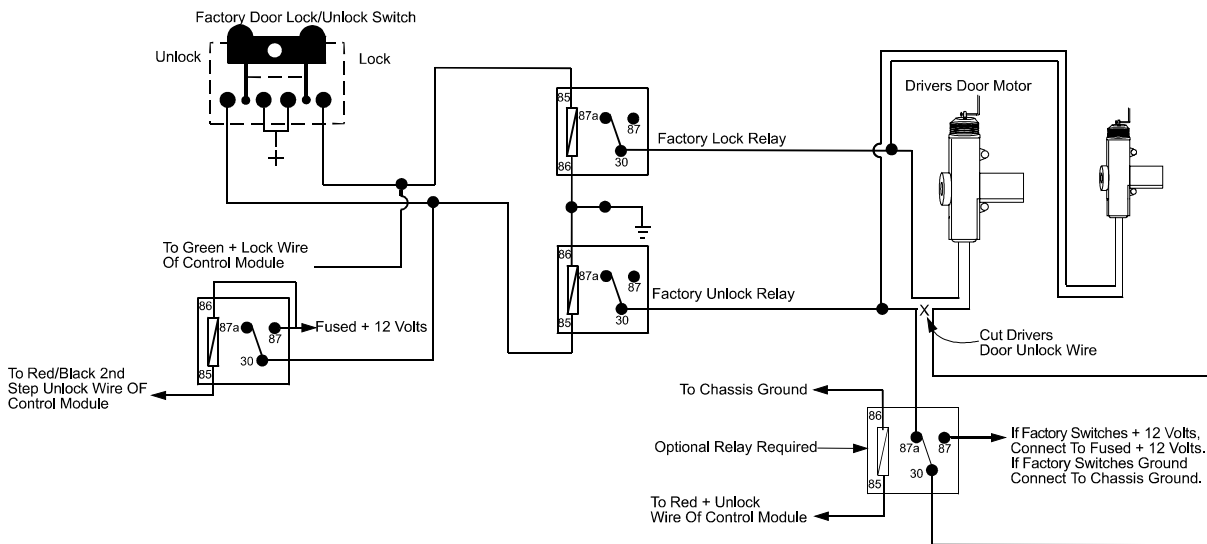 Factory Door Lock/Unlock Switch
Unlock
Lock
+
85
87a
87
30
86
Factory Lock Relay
Drivers Door Motor
To Green + Lock Wire
Of Control Module
86
87a
87
30
85
Factory Unlock Relay
86
87a
87
30
85
Fused + 12 Volts
To Red/Black 2nd
Step Unlock Wire OF
Control Module
X
Cut Drivers
Door Unlock Wire
To Chassis Ground
86
87a
87
30
85
Optional Relay Required
If Factory Switches + 12 Volts,
Connect To Fused + 12 Volts.
If Factory Switches Ground
Connect To Chassis Ground.
To Red + Unlock
Wire Of Control Module